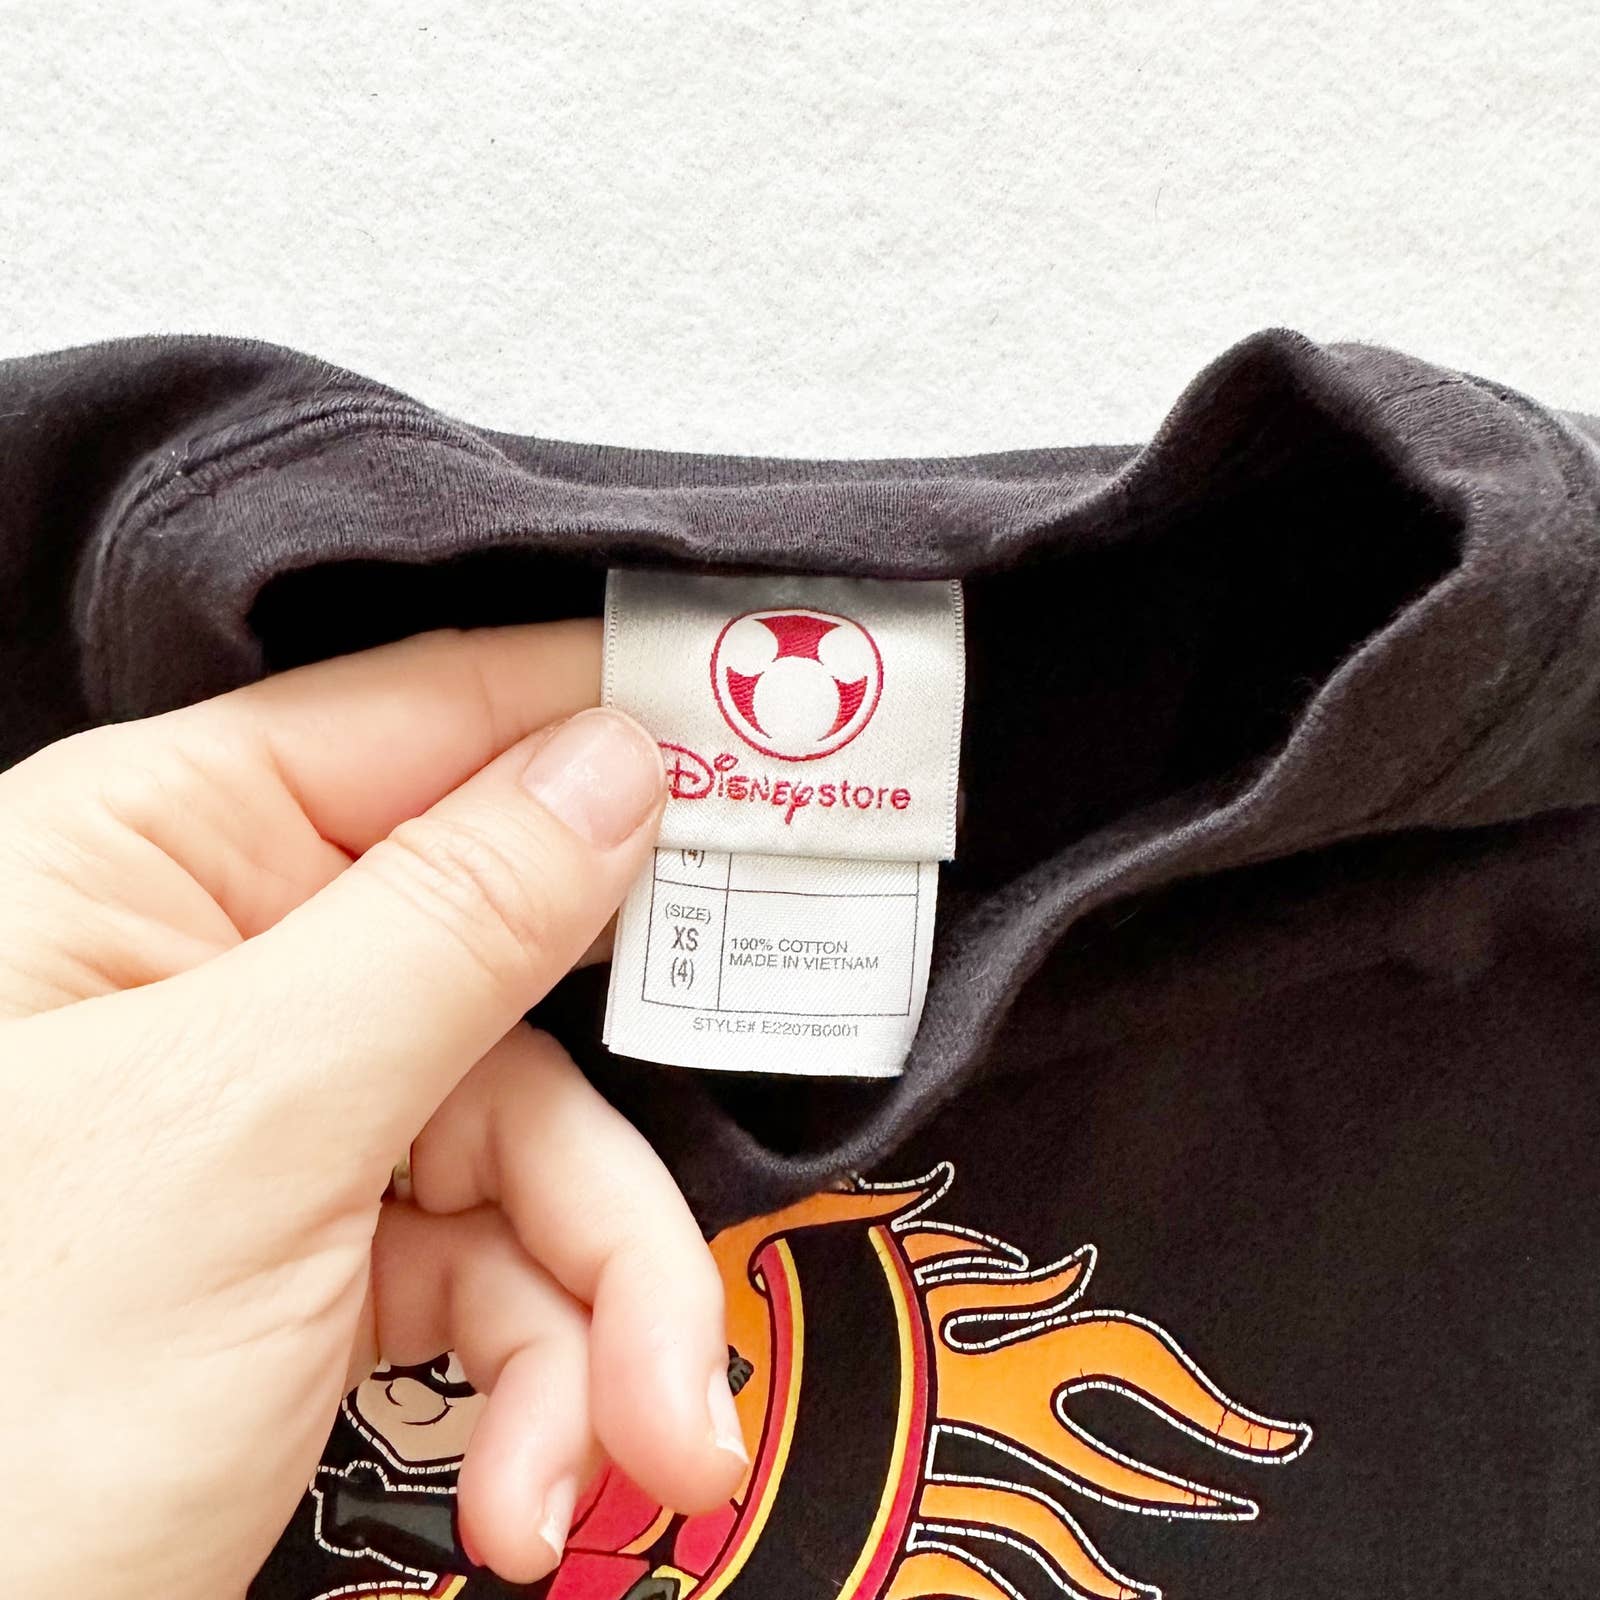 Disney store
(4)
(SIZE)
XS
(4)
100% COTTON
MADE IN VIETNAM
STYLE# E2207B0001